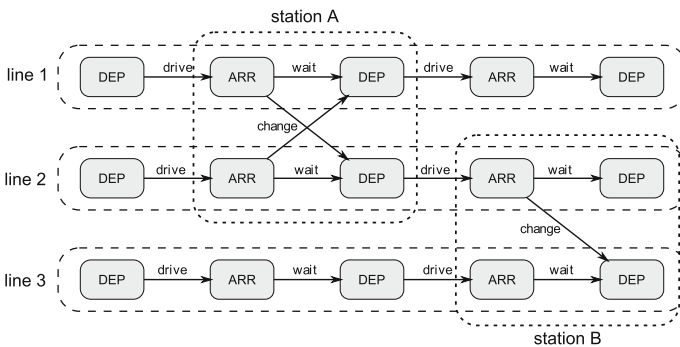 station A
line 1 DEP drive ARR wait DEP drive ARR wait DEP
change
line 2 DEP drive ARR wait DEP drive ARR wait DEP
change
line 3 DEP drive ARR wait DEP drive ARR wait DEP
station B